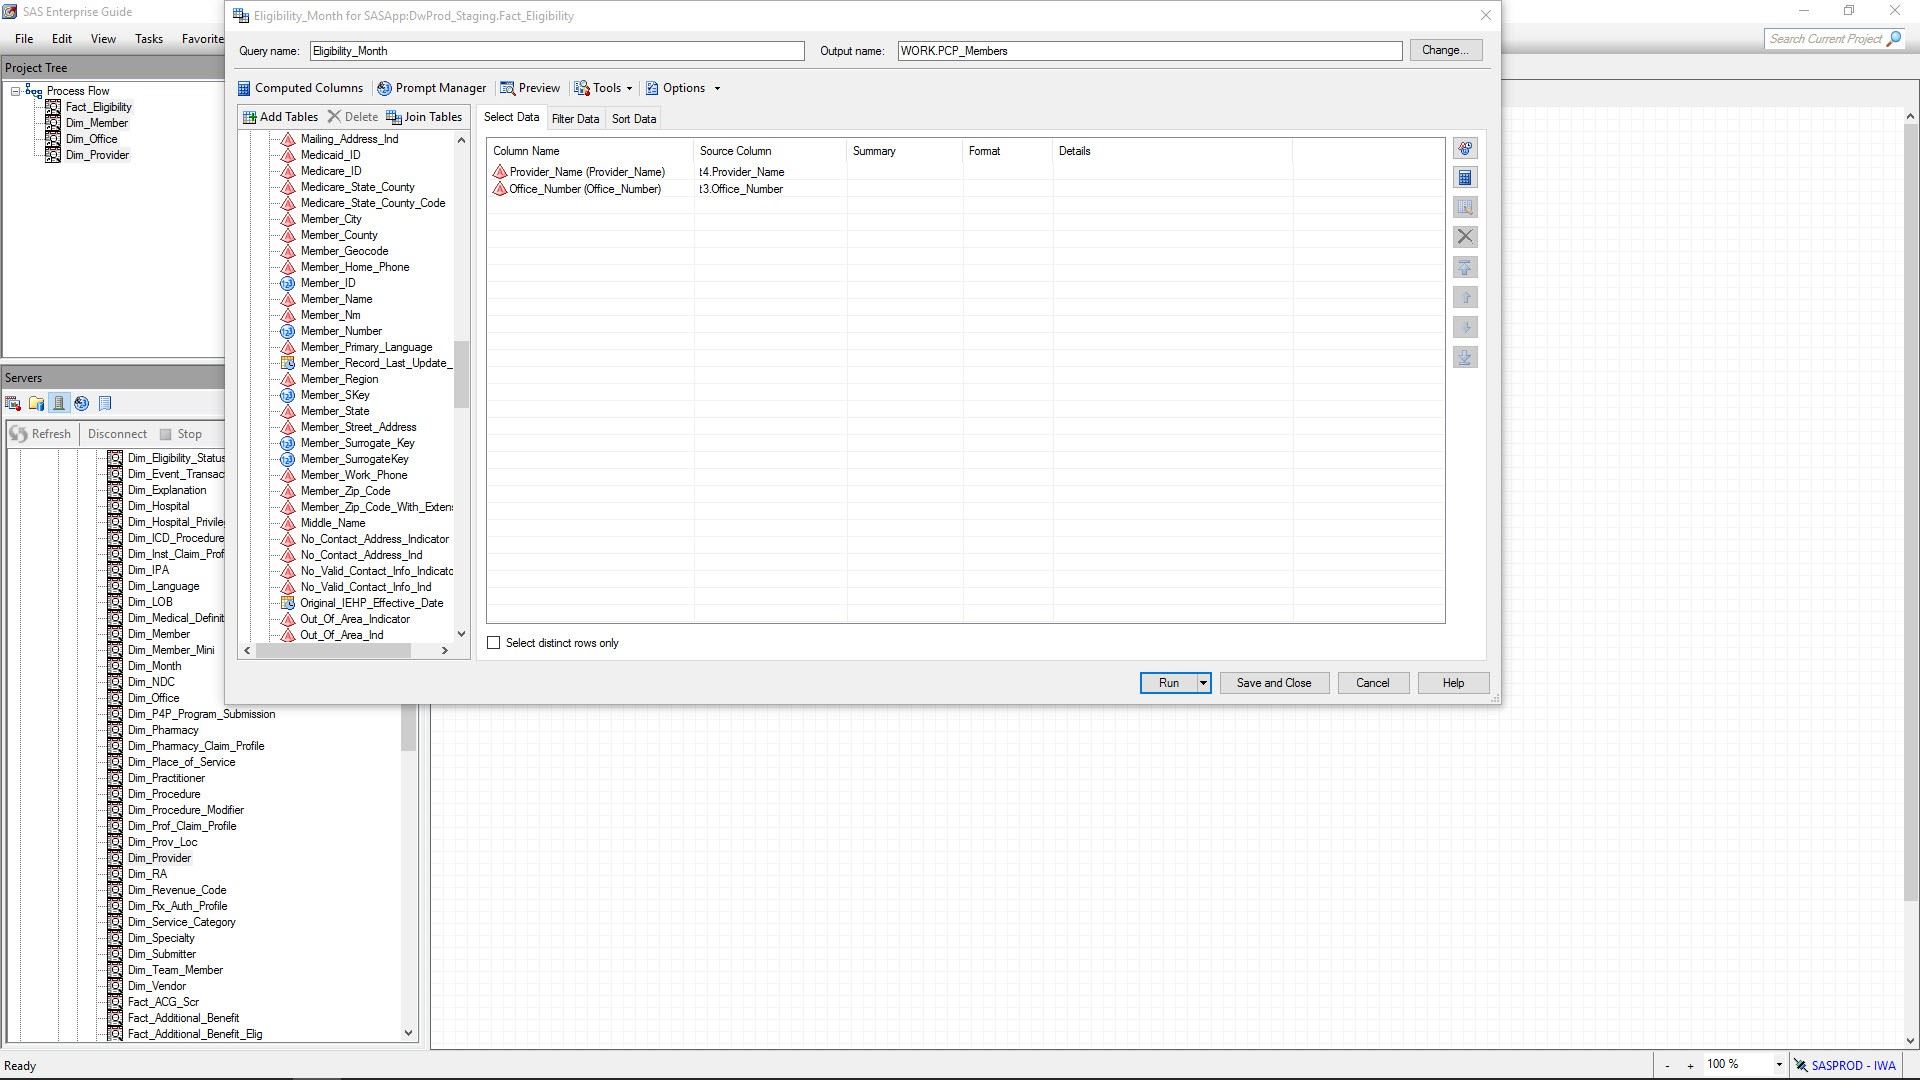 SAS Enterprise Guide
File Edit View Tasks Favorite
Search Current Project
Project Tree
Process Flow
Fact_Eligibility
Dim_Member
Dim_Office
Dim_Provider
Servers
Refresh Disconnect Stop
Dim_Eligibility_Status
Dim_Event_Transac
Dim_Explanation
Dim_Hospital
Dim_Hospital_Privile
Dim_ICD_Procedure
Dim_Inst_Claim_Prof
Dim_IPA
Dim_Language
Dim_LOB
Dim_Medical_Definit
Dim_Member
Dim_Member_Mini
Dim_Month
Dim_NDC
Dim_Office
Dim_P4P_Program_Submission
Dim_Pharmacy
Dim_Pharmacy_Claim_Profile
Dim_Place_of_Service
Dim_Practitioner
Dim_Procedure
Dim_Procedure_Modifier
Dim_Prof_Claim_Profile
Dim_Prov_Loc
Dim_Provider
Dim_RA
Dim_Revenue_Code
Dim_Rx_Auth_Profile
Dim_Service_Category
Dim_Specialty
Dim_Submitter
Dim_Team_Member
Dim_Vendor
Fact_ACG_Scr
Fact_Additional_Benefit
Fact_Additional_Benefit_Elig
Eligibility_Month for SASApp:DwProd_Staging.Fact_Eligibility
Query name: Eligibility_Month Output name: WORK.PCP_Members Change...
Computed Columns Prompt Manager Preview Tools Options
Add Tables Delete Join Tables
Mailing_Address_Ind
Medicaid_ID
Medicare_ID
Medicare_State_County
Medicare_State_County_Code
Member_City
Member_County
Member_Geocode
Member_Home_Phone
Member_ID
Member_Name
Member_Nm
Member_Number
Member_Primary_Language
Member_Record_Last_Update_
Member_Region
Member_SKey
Member_State
Member_Street_Address
Member_Surrogate_Key
Member_SurrogateKey
Member_Work_Phone
Member_Zip_Code
Member_Zip_Code_With_Extens
Middle_Name
No_Contact_Address_Indicator
No_Contact_Address_Ind
No_Valid_Contact_Info_Indicato
No_Valid_Contact_Info_Ind
Original_IEHP_Effective_Date
Out_Of_Area_Indicator
Out_Of_Area_Ind
Select Data Filter Data Sort Data
Column Name Source Column Summary Format Details
Provider_Name (Provider_Name) t4.Provider_Name
Office_Number (Office_Number) t3.Office_Number
Select distinct rows only
Run Save and Close Cancel Help
Ready
- + 100 % SASPROD - IWA